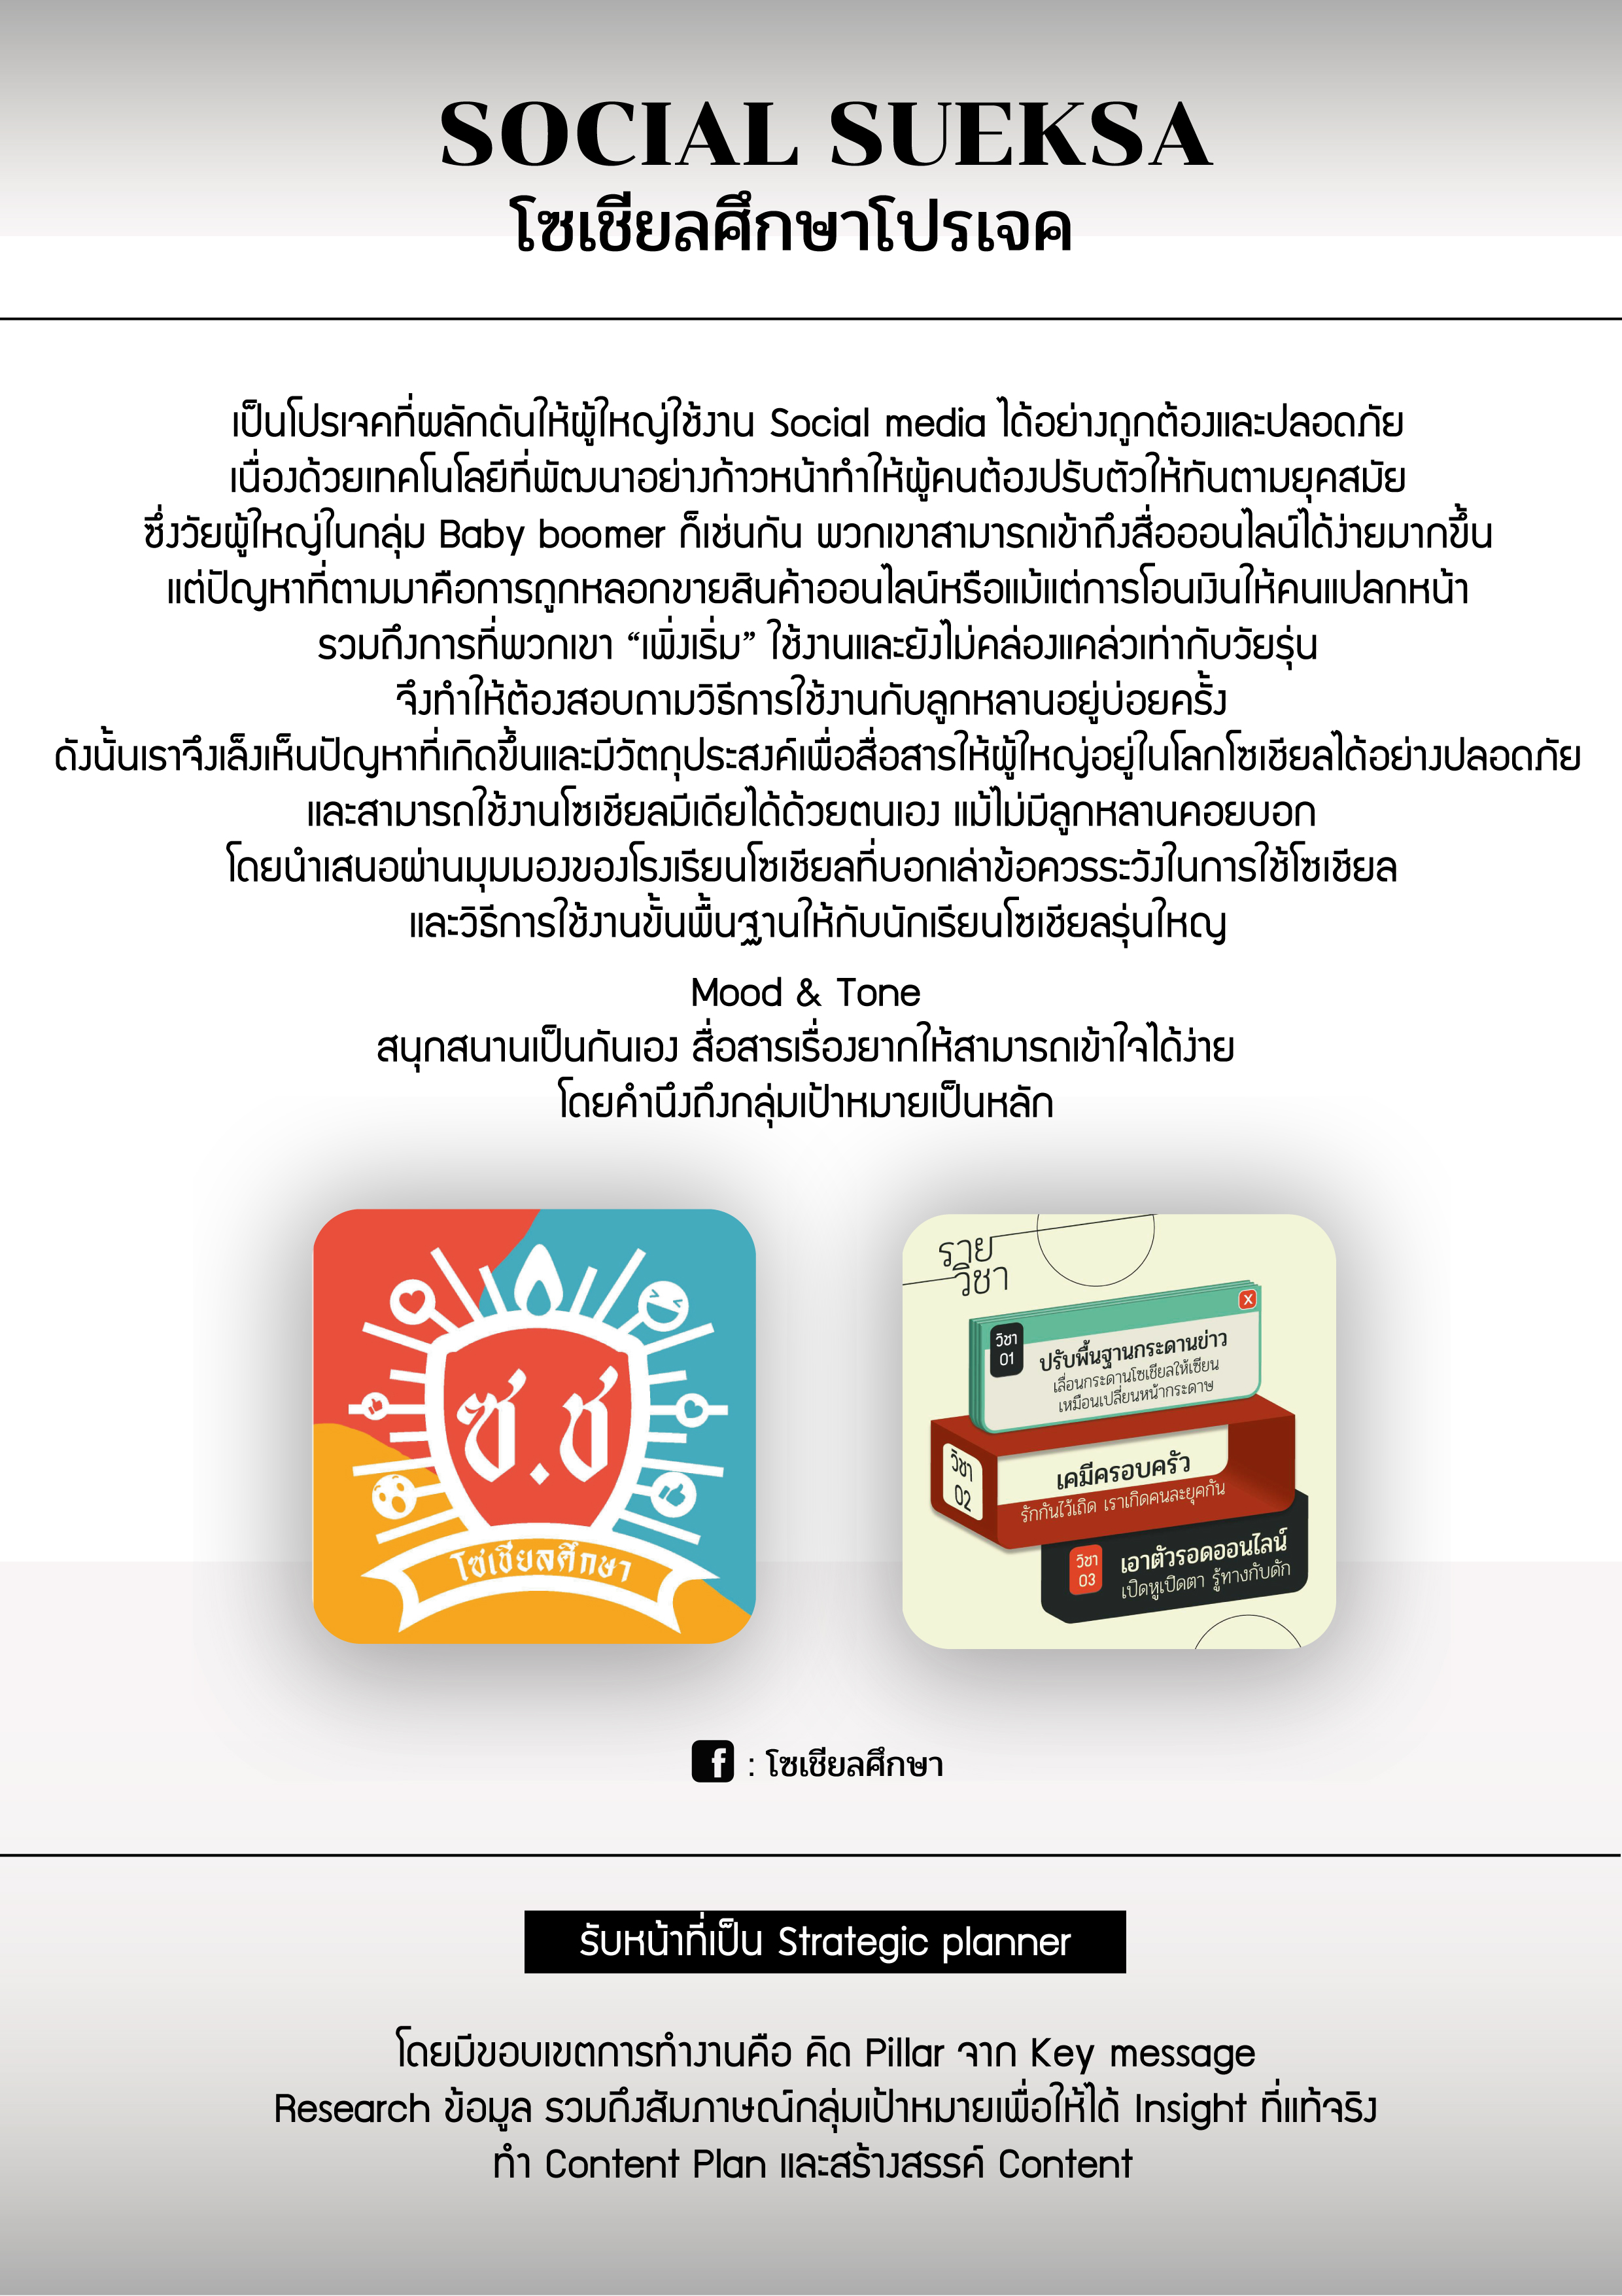 SOCIAL SUEKSA
โซเชียลศึกษาโปรเจค
เป็นโปรเจคที่ผลักดันให้ผู้ใหญ่ใช้งาน Social media ได้อย่างถูกต้องและปลอดภัย
เนื่องด้วยเทคโนโลยีที่พัฒนาอย่างก้าวหน้าทำให้ผู้คนต้องปรับตัวให้ทันตามยุคสมัย
ซึ่งวัยผู้ใหญ่ในกลุ่ม Baby boomer ก็เช่นกัน พวกเขาสามารถเข้าถึงสื่อออนไลน์ได้ง่ายมากขึ้น
แต่ปัญหาที่ตามมาคือการถูกหลอกขายสินค้าออนไลน์หรือแม้แต่การโอนเงินให้คนแปลกหน้า
รวมถึงการที่พวกเขา “เพิ่งเริ่ม” ใช้งานและยังไม่คล่องแคล่วเท่ากับวัยรุ่น
จึงทำให้ต้องสอบถามวิธีการใช้งานกับลูกหลานอยู่บ่อยครั้ง
ดังนั้นเราจึงเล็งเห็นปัญหาที่เกิดขึ้นและมีวัตถุประสงค์เพื่อสื่อสารให้ผู้ใหญ่อยู่ในโลกโซเชียลได้อย่างปลอดภัย
และสามารถใช้งานโซเชียลมีเดียได้ด้วยตนเอง แม้ไม่มีลูกหลานคอยบอก
โดยนำเสนอผ่านมุมมองของโรงเรียนโซเชียลที่บอกเล่าข้อควรระวังในการใช้โซเชียล
และวิธีการใช้งานขั้นพื้นฐานให้กับนักเรียนโซเชียลรุ่นใหญ
Mood & Tone
สนุกสนานเป็นกันเอง สื่อสารเรื่องยากให้สามารถเข้าใจได้ง่าย
โดยคำนึงถึงกลุ่มเป้าหมายเป็นหลัก
ซ.ช
โซเชียลศึกษา
ราย
วิชา
X
วิชา
01
ปรับพื้นฐานกระดานข่าว
เลื่อนกระดานโซเชียลให้เซียน
เหมือนเปลี่ยนหน้ากระดาษ
วิชา
02
เคมีครอบครัว
รักกันไว้เถิด เราเกิดคนละยุคกัน
วิชา
03
เอาตัวรอดออนไลน์
เปิดหูเปิดตา รู้ทางกับดัก
f : โซเชียลศึกษา
รับหน้าที่เป็น Strategic planner
โดยมีขอบเขตการทำงานคือ คิด Pillar จาก Key message
Research ข้อมูล รวมถึงสัมภาษณ์กลุ่มเป้าหมายเพื่อให้ได้ Insight ที่แท้จริง
ทำ Content Plan และสร้างสรรค์ Content